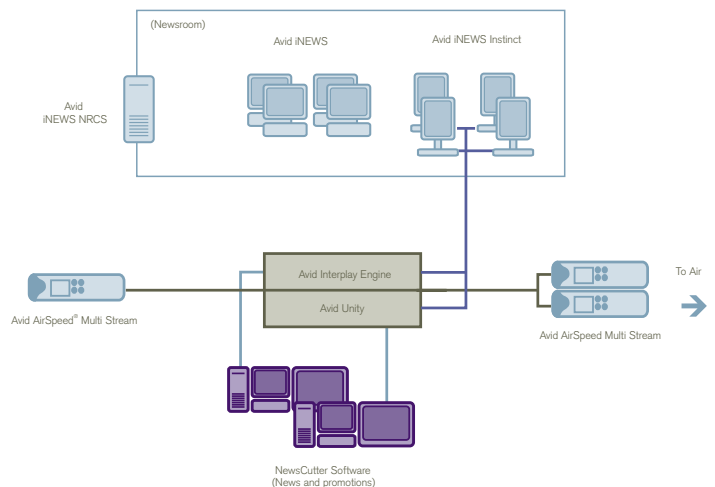 (Newsroom)
Avid iNEWS
Avid iNEWS Instinct
Avid
iNEWS NRCS
Avid Interplay Engine
Avid Unity
To Air
Avid AirSpeed® Multi Stream
Avid AirSpeed Multi Stream
NewsCutter Software
(News and promotions)